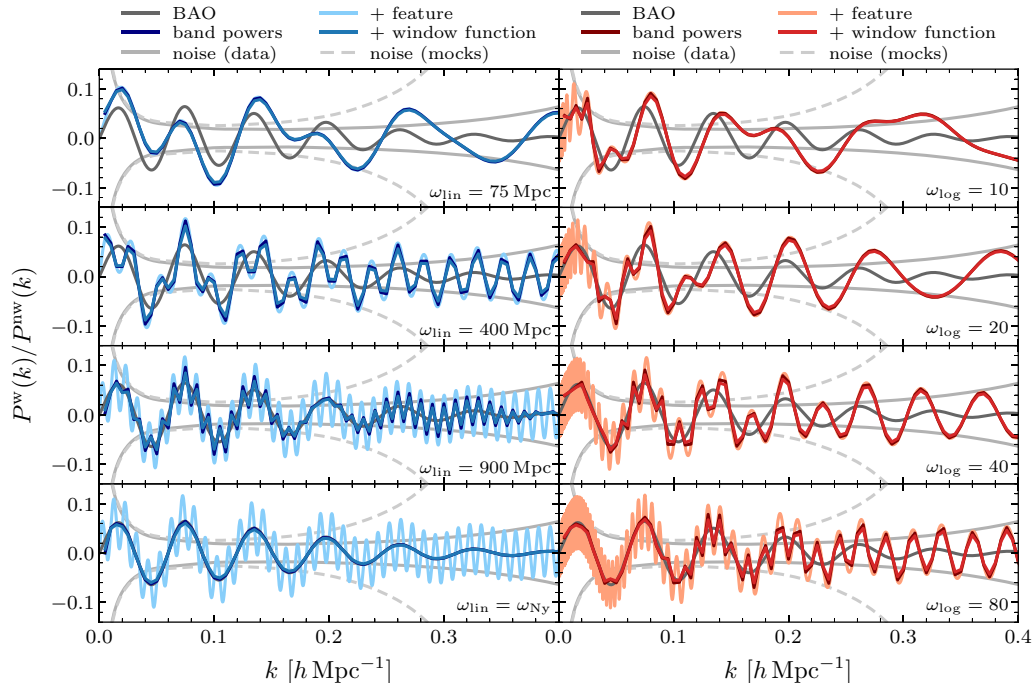 BAO + feature BAO + feature
band powers + window function band powers + window function
noise (data) noise (mocks) noise (data) noise (mocks)
P^w(k)/P^nw(k)
0.1
0.0
−0.1
ω_lin = 75 Mpc
ω_log = 10
0.1
0.0
−0.1
ω_lin = 400 Mpc
ω_log = 20
0.1
0.0
−0.1
ω_lin = 900 Mpc
ω_log = 40
0.1
0.0
−0.1
ω_lin = ω_Ny
ω_log = 80
0.0 0.1 0.2 0.3 0.0 0.1 0.2 0.3 0.4
k [h Mpc⁻¹] k [h Mpc⁻¹]